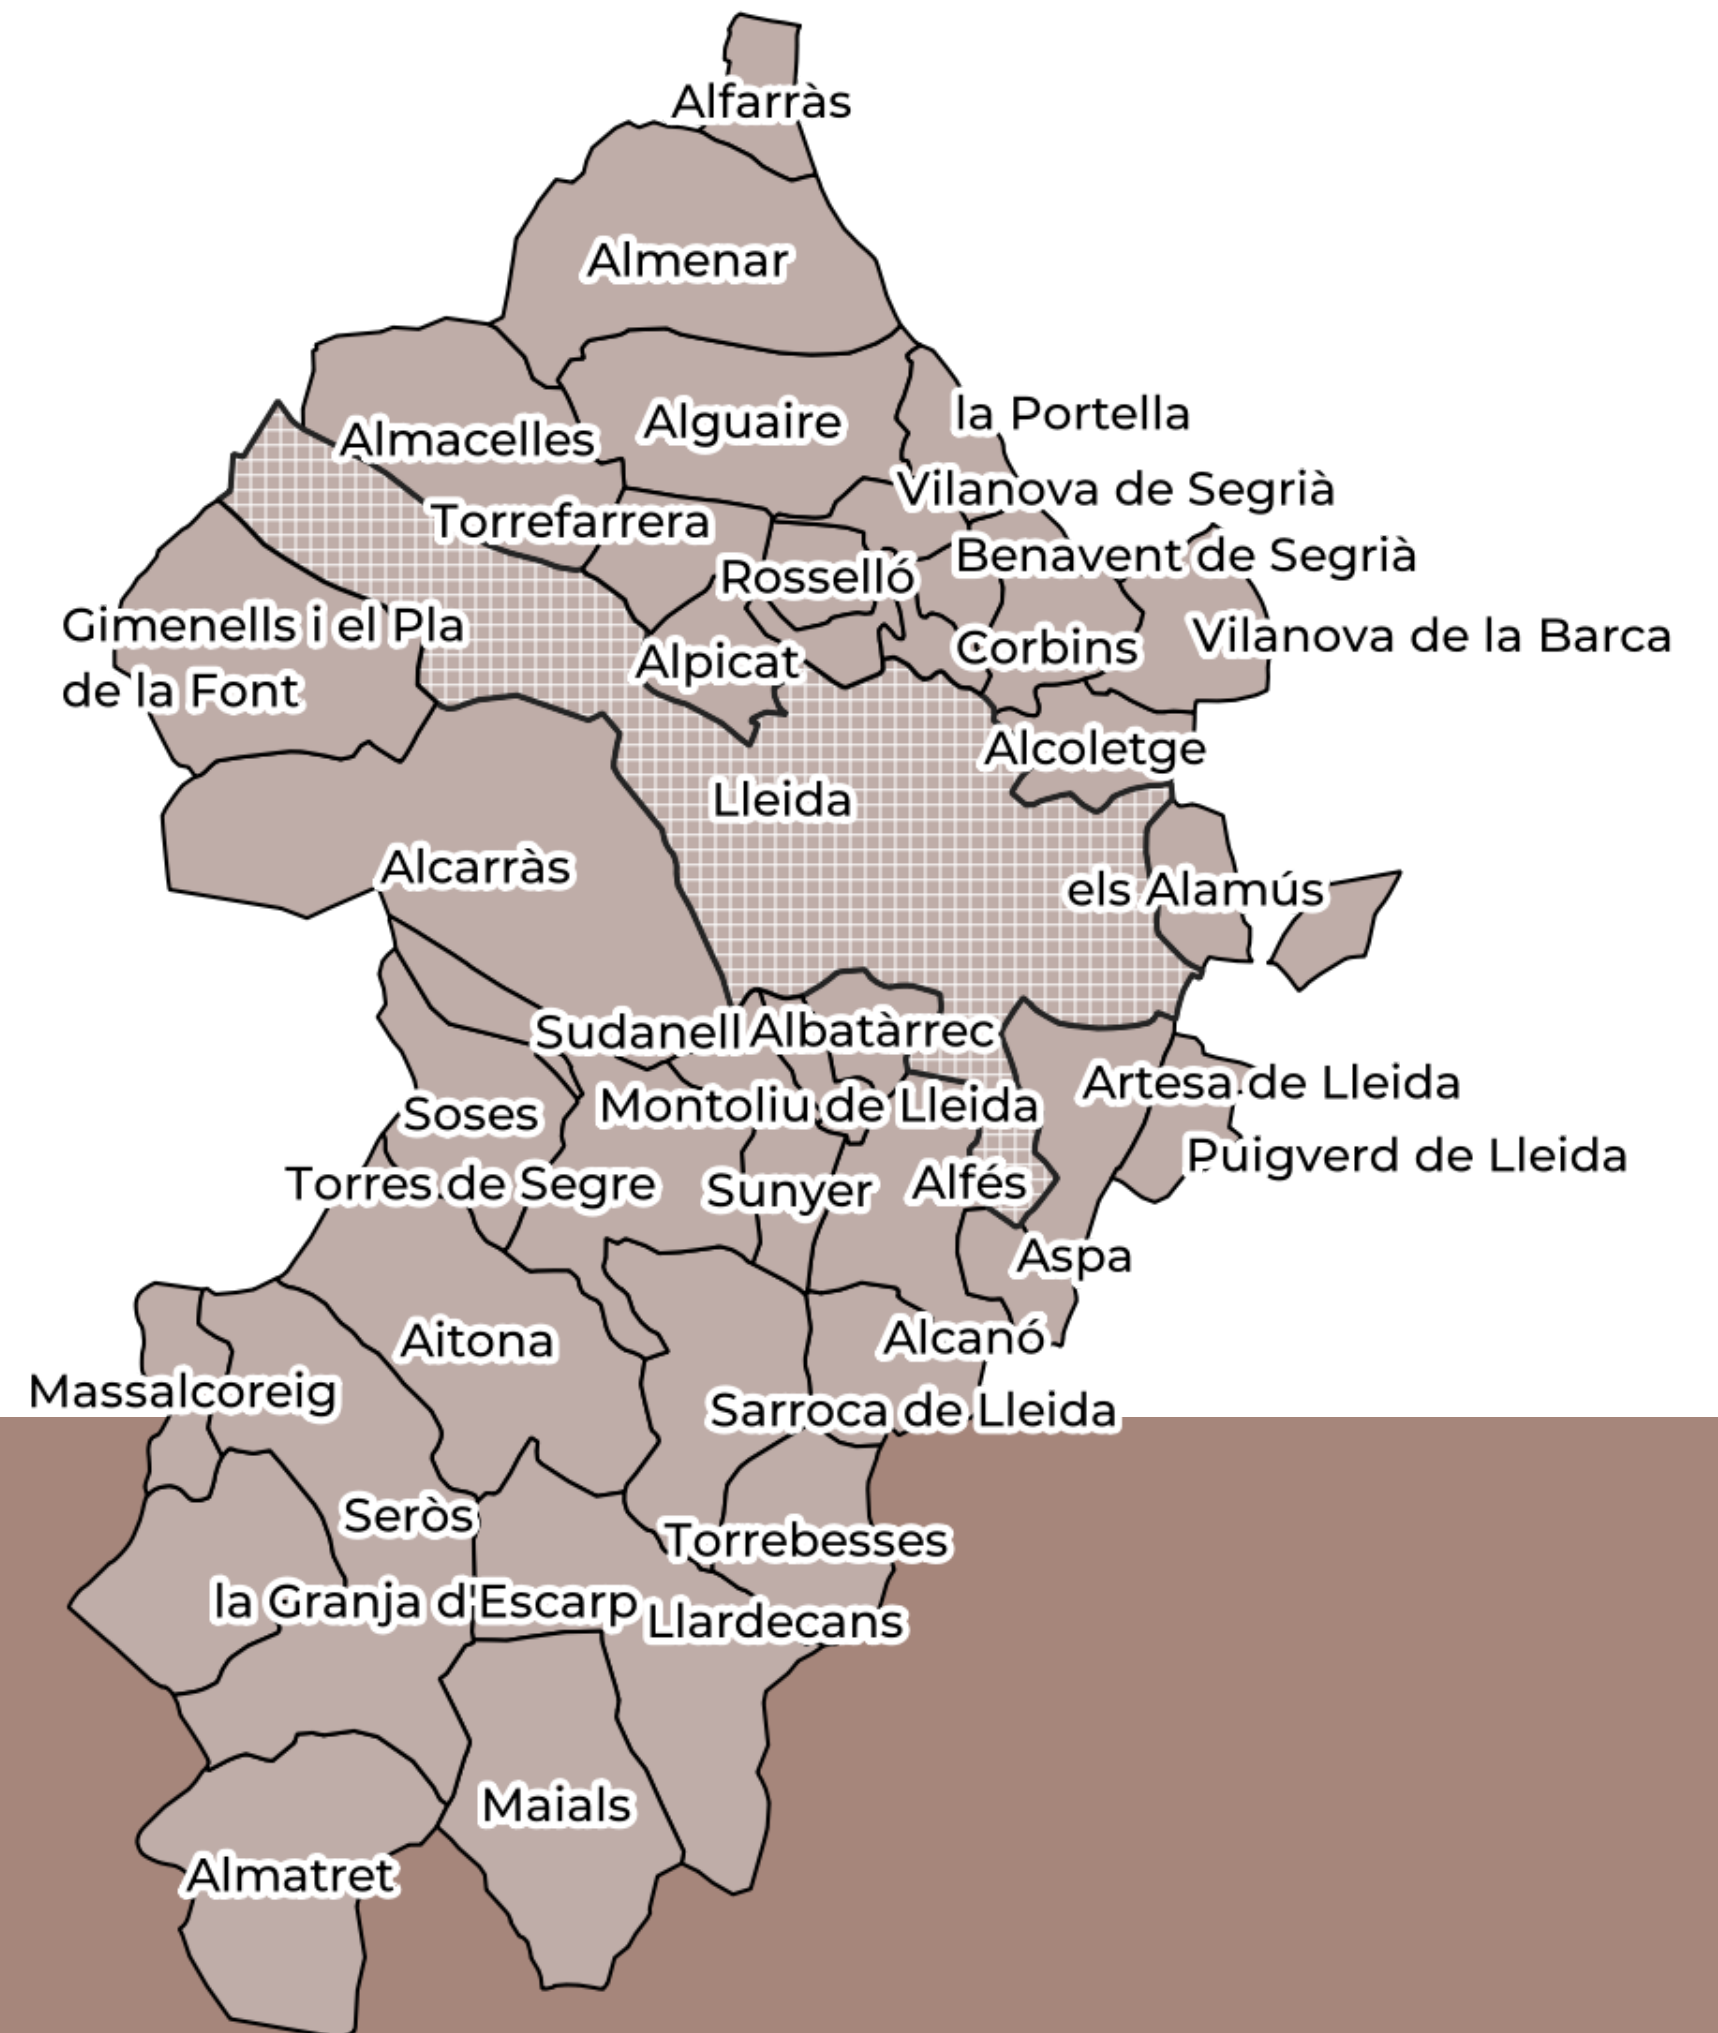 Alfarràs
Almenar
la Portella
Alguaire
Almacelles
Vilanova de Segrià
Torrefarrera
Benavent de Segrià
Rosselló
Gimenells i el Pla
de la Font
Vilanova de la Barca
Corbins
Alpicat
Alcoletge
Lleida
Alcarràs
els Alamús
Sudanell
Albatàrrec
Artesa de Lleida
Montoliu de Lleida
Soses
Puigverd de Lleida
Torres de Segre
Sunyer
Alfés
Aspa
Aitona
Alcanó
Massalcoreig
Sarroca de Lleida
Seròs
Torrebesses
la Granja d'Escarp
Llardecans
Maials
Almatret